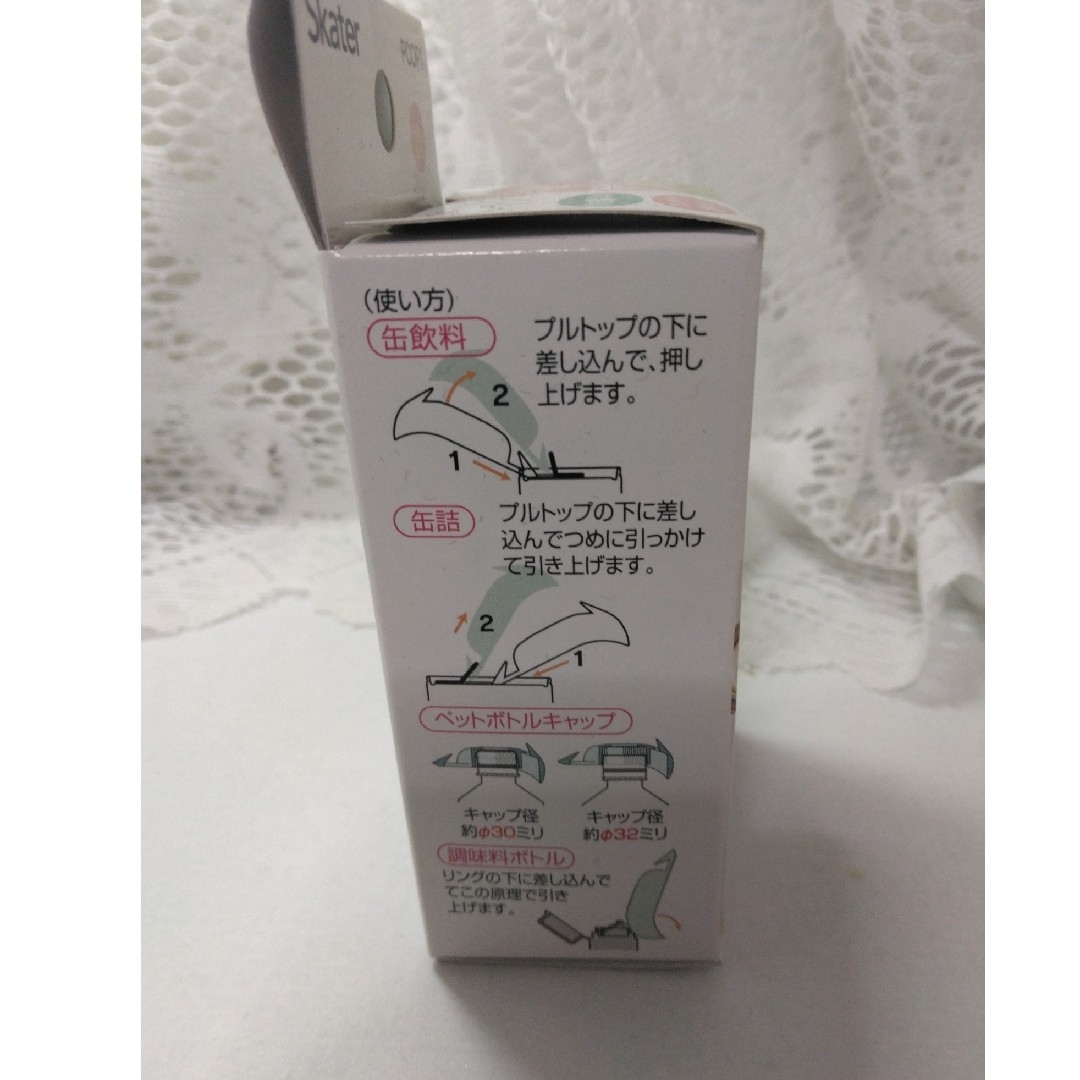 Skater
(使い方)
缶飲料
プルトップの下に
差し込んで、押し
上げます。
2
1
缶詰
プルトップの下に差し
込んでつめに引っかけ
て引き上げます。
2
1
ペットボトルキャップ
キャップ径
約φ30ミリ
キャップ径
約φ32ミリ
調味料ボトル
リングの下に差し込んで
てこの原理で引き
上げます。